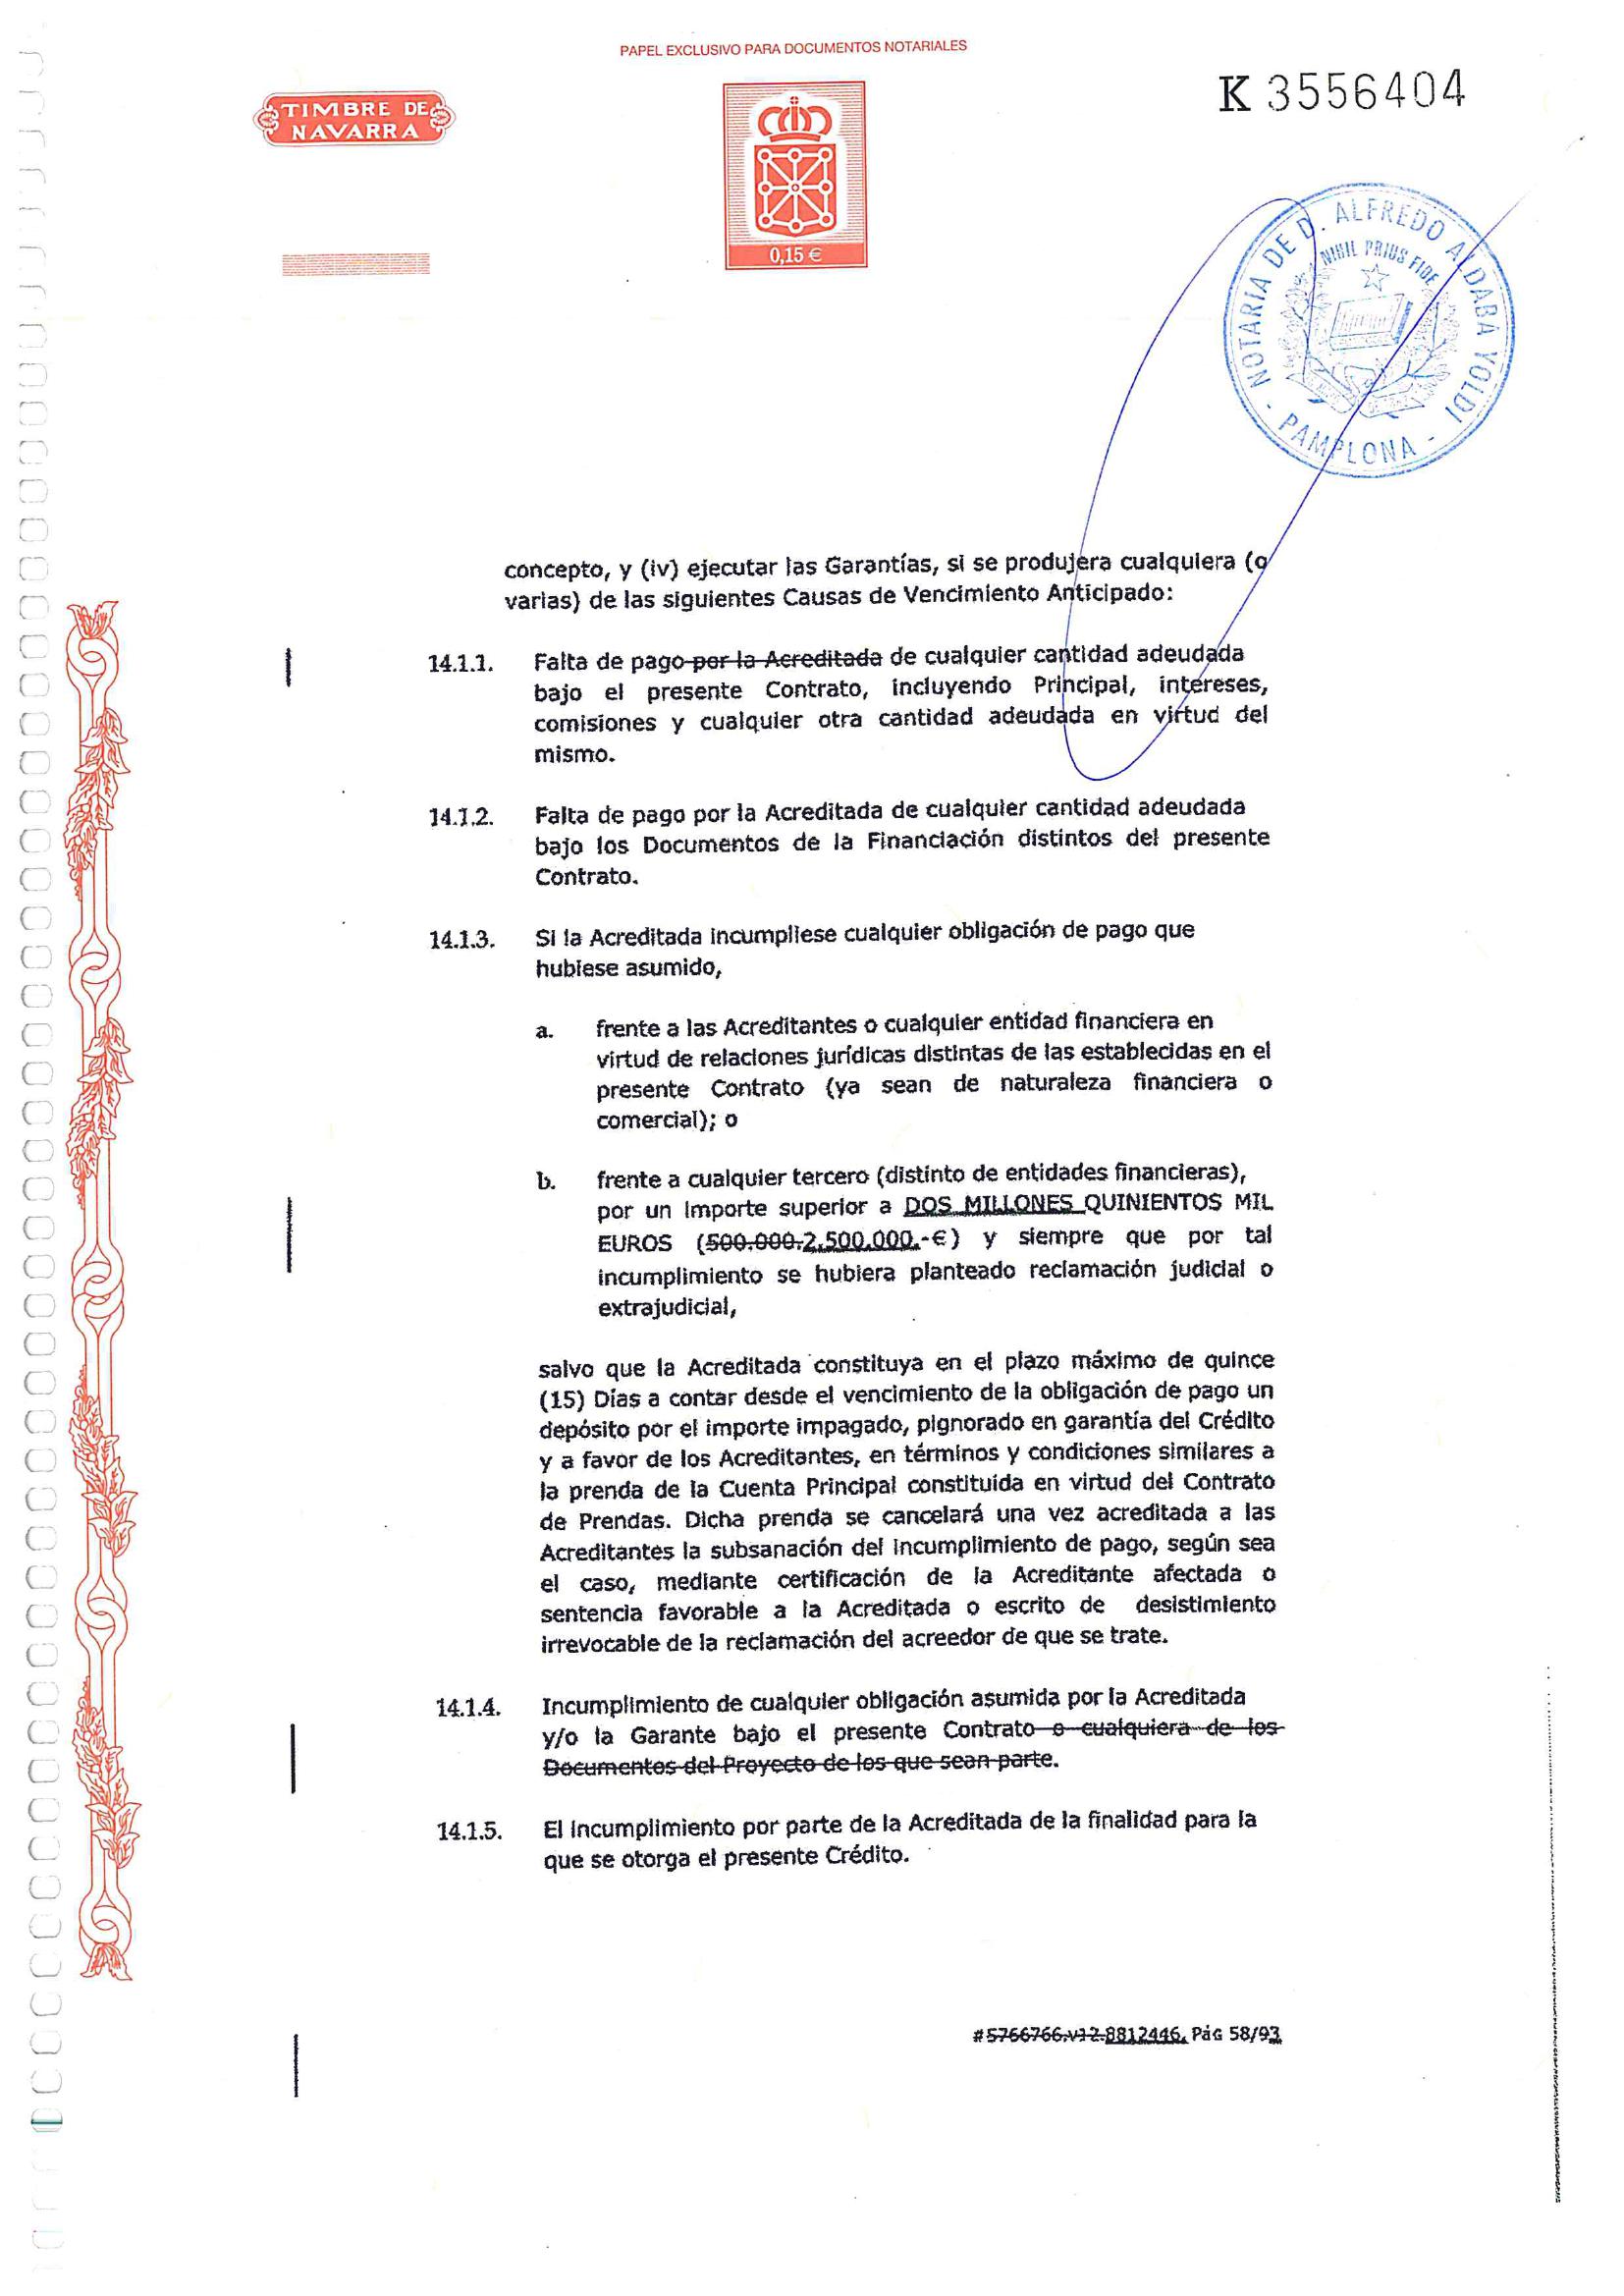 PAPEL EXCLUSIVO PARA DOCUMENTOS NOTARIALES
TIMBRE DE
NAVARRA
0,15 €
K 3556404
NOTARIA DE D. ALFREDO ALDABA YOLDI
- PAMPLONA -
NIHIL PRIUS FIDE
concepto, y (iv) ejecutar las Garantías, si se produjera cualquiera (o
varias) de las siguientes Causas de Vencimiento Anticipado:
14.1.1. Falta de pago por la Acreditada de cualquier cantidad adeudada
bajo el presente Contrato, incluyendo Principal, intereses,
comisiones y cualquier otra cantidad adeudada en virtud del
mismo.
14.1.2. Falta de pago por la Acreditada de cualquier cantidad adeudada
bajo los Documentos de la Financiación distintos del presente
Contrato.
14.1.3. Si la Acreditada incumpliese cualquier obligación de pago que
hubiese asumido,
a. frente a las Acreditantes o cualquier entidad financiera en
virtud de relaciones jurídicas distintas de las establecidas en el
presente Contrato (ya sean de naturaleza financiera o
comercial); o
b. frente a cualquier tercero (distinto de entidades financieras),
por un importe superior a DOS MILLONES QUINIENTOS MIL
EUROS (500.000.2.500.000.-€) y siempre que por tal
incumplimiento se hubiera planteado reclamación judicial o
extrajudicial,
salvo que la Acreditada constituya en el plazo máximo de quince
(15) Días a contar desde el vencimiento de la obligación de pago un
depósito por el importe impagado, pignorado en garantía del Crédito
y a favor de los Acreditantes, en términos y condiciones similares a
la prenda de la Cuenta Principal constituida en virtud del Contrato
de Prendas. Dicha prenda se cancelará una vez acreditada a las
Acreditantes la subsanación del incumplimiento de pago, según sea
el caso, mediante certificación de la Acreditante afectada o
sentencia favorable a la Acreditada o escrito de desistimiento
irrevocable de la reclamación del acreedor de que se trate.
14.1.4. Incumplimiento de cualquier obligación asumida por la Acreditada
y/o la Garante bajo el presente Contrato o cualquiera de los
Documentos del Proyecto de los que sean parte.
14.1.5. El incumplimiento por parte de la Acreditada de la finalidad para la
que se otorga el presente Crédito.
#5766766.v12.8812446. Pág 58/93